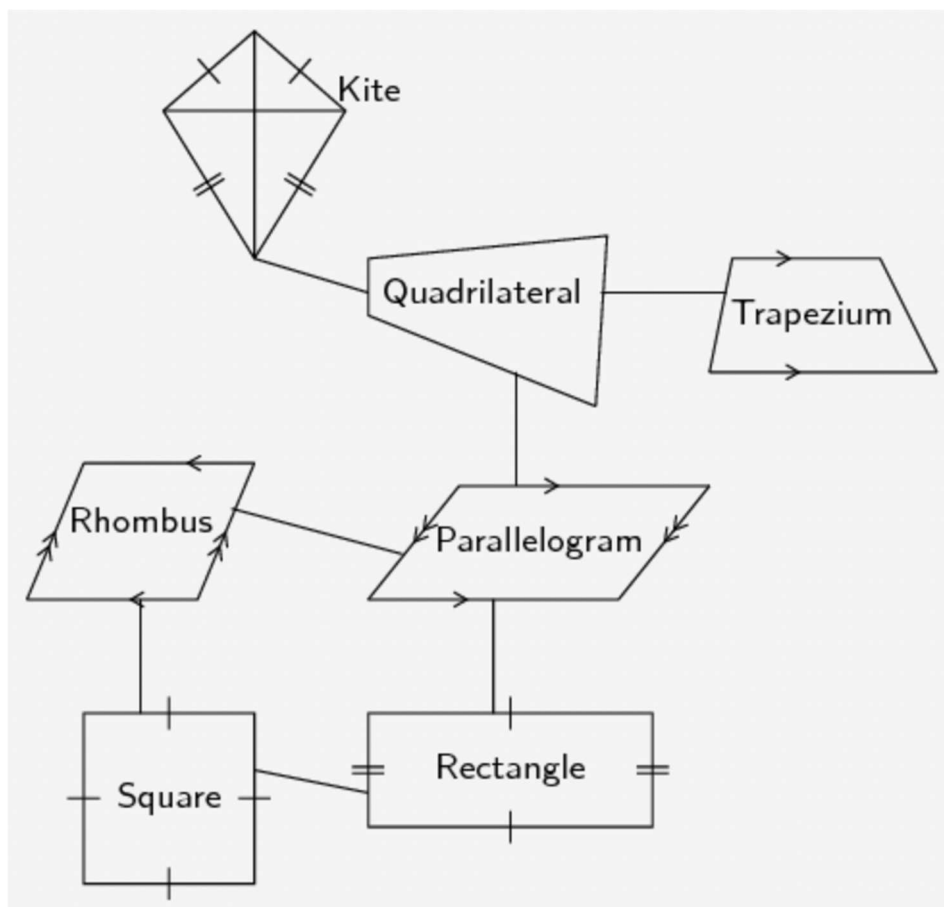 Kite
Quadrilateral
Trapezium
Rhombus
Parallelogram
Rectangle
Square